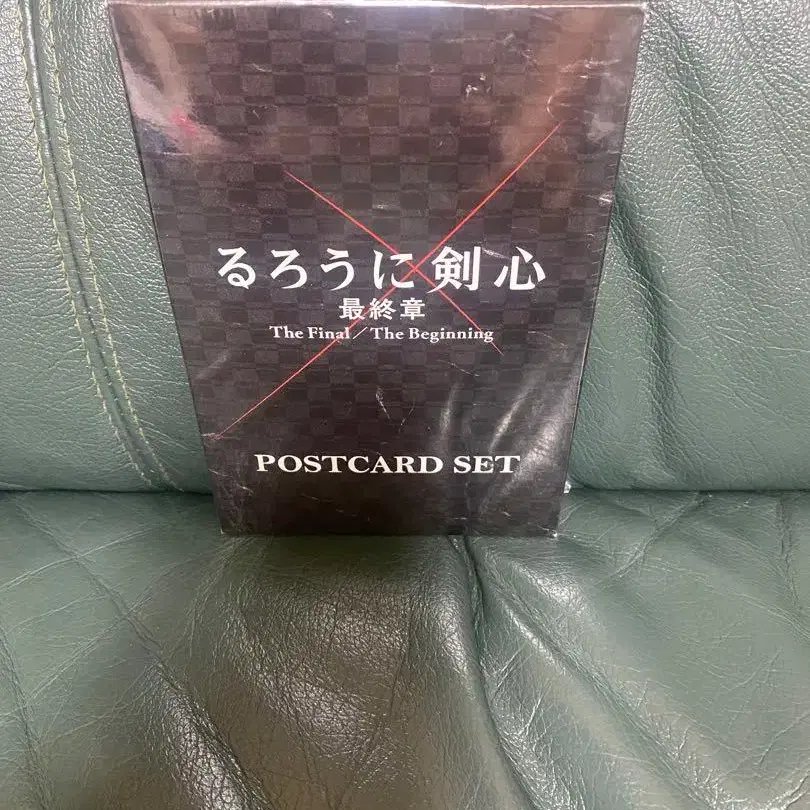 るろうに剣心
最終章
The Final／The Beginning
POSTCARD SET